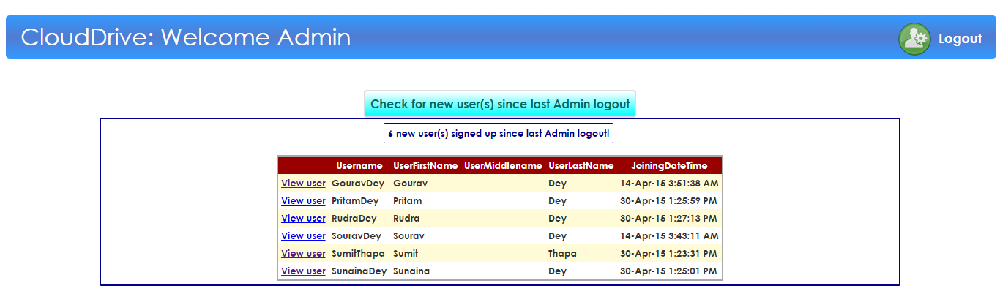 CloudDrive: Welcome Admin Logout
Check for new user(s) since last Admin logout
6 new user(s) signed up since last Admin logout!
Username UserFirstName UserMiddlename UserLastName JoiningDateTime
View user GouravDey Gourav Dey 14-Apr-15 3:51:38 AM
View user PritamDey Pritam Dey 30-Apr-15 1:25:59 PM
View user RudraDey Rudra Dey 30-Apr-15 1:27:13 PM
View user SouravDey Sourav Dey 14-Apr-15 3:43:11 AM
View user SumitThapa Sumit Thapa 30-Apr-15 1:23:31 PM
View user SunainaDey Sunaina Dey 30-Apr-15 1:25:01 PM